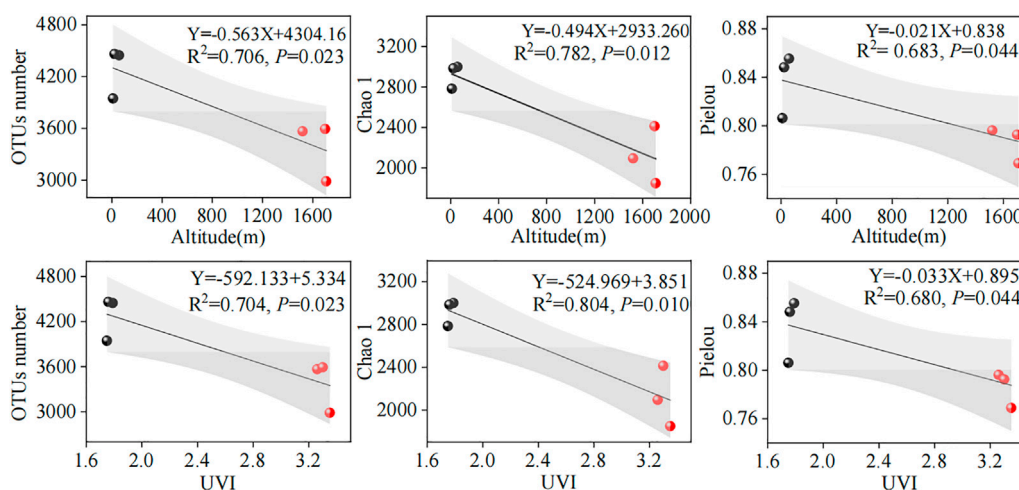 Y=-0.563X+4304.16
R²=0.706, P=0.023
OTUs number
4800
4200
3600
3000
0 400 800 1200 1600
Altitude(m)
Y=-0.494X+2933.260
R²=0.782, P=0.012
Chao 1
3200
2800
2400
2000
0 400 800 1200 1600 2000
Altitude(m)
Y=-0.021X+0.838
R²= 0.683, P=0.044
Pielou
0.88
0.84
0.80
0.76
0 400 800 1200 1600
Altitude(m)
Y=-592.133+5.334
R²=0.704, P=0.023
OTUs number
4800
4200
3600
3000
1.6 2.0 2.4 2.8 3.2
UVI
Y=-524.969+3.851
R²=0.804, P=0.010
Chao 1
3200
2800
2400
2000
1.2 1.6 2.0 2.4 2.8 3.2 3.6
UVI
Y=-0.033X+0.895
R²=0.680, P=0.044
Pielou
0.88
0.84
0.80
0.76
1.6 2.0 2.4 2.8 3.2
UVI